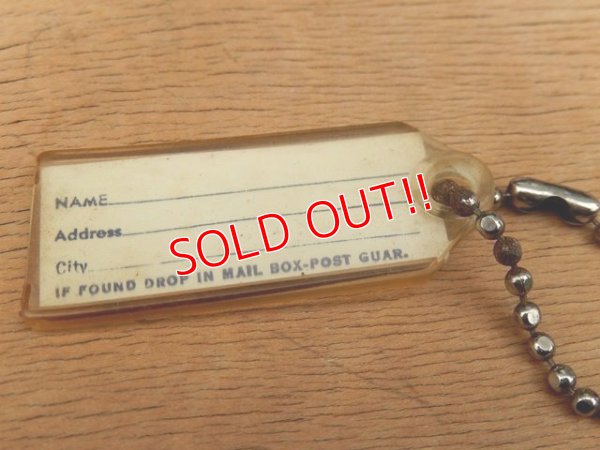 NAME
Address
City
IF FOUND DROP IN MAIL BOX-POST GUAR.
SOLD OUT!!